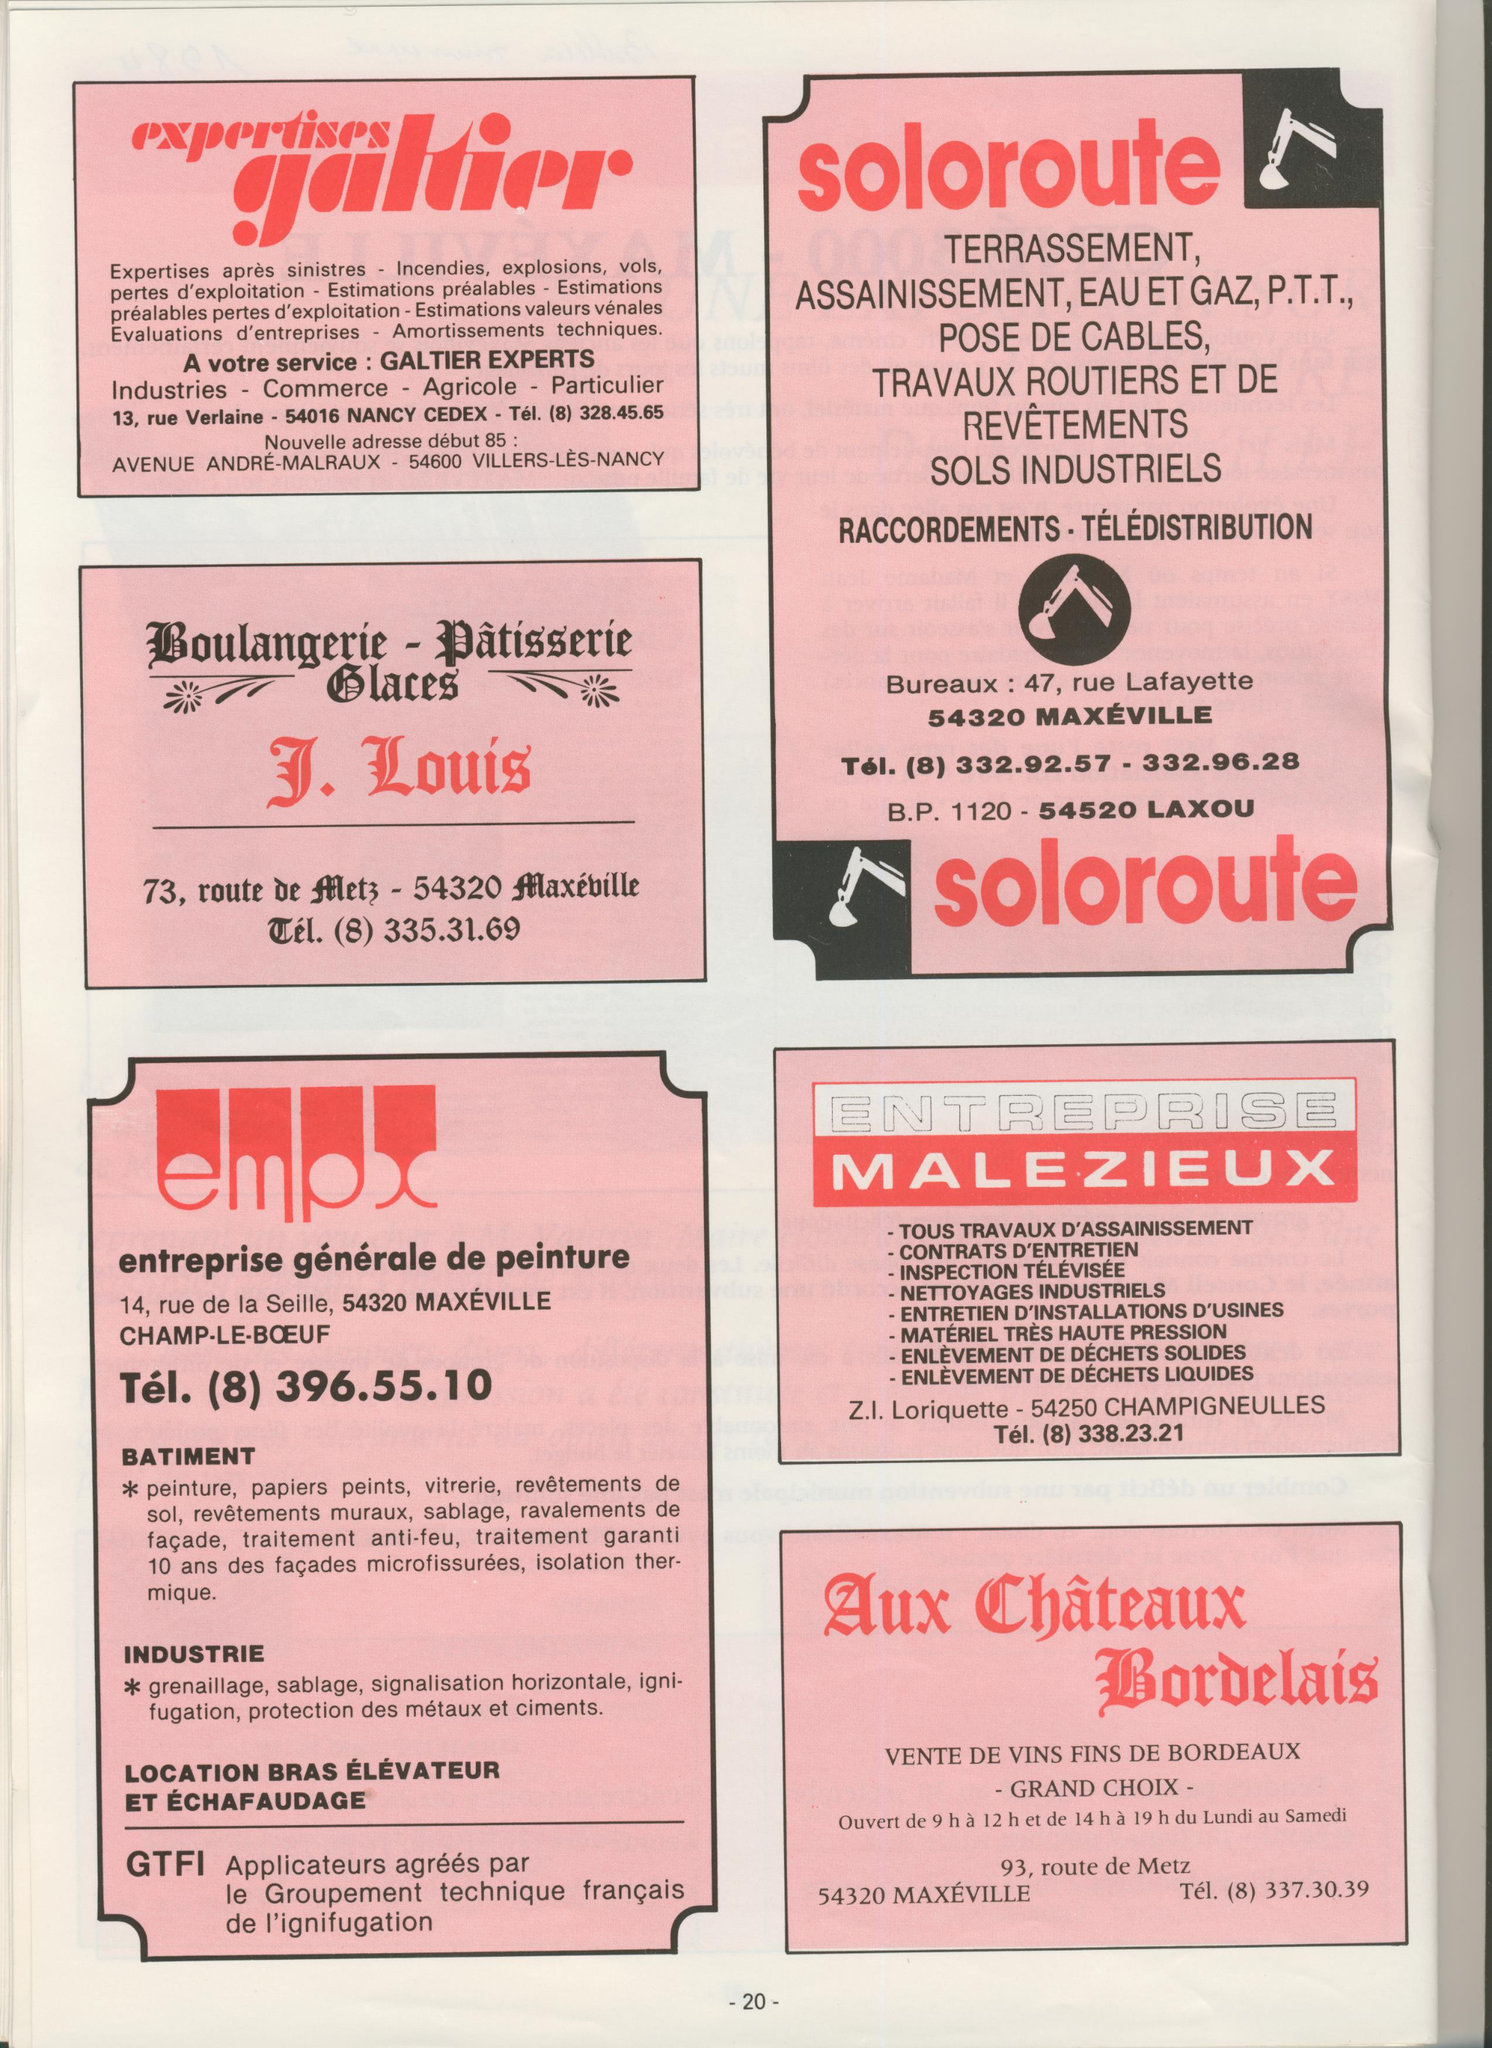 expertises
galtier
Expertises après sinistres - Incendies, explosions, vols,
pertes d'exploitation - Estimations préalables - Estimations
préalables pertes d'exploitation - Estimations valeurs vénales
Evaluations d'entreprises - Amortissements techniques.
A votre service : GALTIER EXPERTS
Industries - Commerce - Agricole - Particulier
13, rue Verlaine - 54016 NANCY CEDEX - Tél. (8) 328.45.65
Nouvelle adresse début 85 :
AVENUE ANDRÉ-MALRAUX - 54600 VILLERS-LÈS-NANCY
Boulangerie - Pâtisserie
Glaces
J. Louis
73, route de Metz - 54320 Maxéville
Tél. (8) 335.31.69
empx
entreprise générale de peinture
14, rue de la Seille, 54320 MAXÉVILLE
CHAMP-LE-BŒUF
Tél. (8) 396.55.10
BATIMENT
* peinture, papiers peints, vitrerie, revêtements de
sol, revêtements muraux, sablage, ravalements de
façade, traitement anti-feu, traitement garanti
10 ans des façades microfissurées, isolation ther-
mique.
INDUSTRIE
* grenaillage, sablage, signalisation horizontale, igni-
fugation, protection des métaux et ciments.
LOCATION BRAS ÉLÉVATEUR
ET ÉCHAFAUDAGE
GTFI Applicateurs agréés par
le Groupement technique français
de l'ignifugation
soloroute
TERRASSEMENT,
ASSAINISSEMENT, EAU ET GAZ, P.T.T.,
POSE DE CABLES,
TRAVAUX ROUTIERS ET DE
REVÊTEMENTS
SOLS INDUSTRIELS
RACCORDEMENTS - TÉLÉDISTRIBUTION
Bureaux : 47, rue Lafayette
54320 MAXÉVILLE
Tél. (8) 332.92.57 - 332.96.28
B.P. 1120 - 54520 LAXOU
soloroute
ENTREPRISE
MALEZIEUX
- TOUS TRAVAUX D'ASSAINISSEMENT
- CONTRATS D'ENTRETIEN
- INSPECTION TÉLÉVISÉE
- NETTOYAGES INDUSTRIELS
- ENTRETIEN D'INSTALLATIONS D'USINES
- MATÉRIEL TRÈS HAUTE PRESSION
- ENLÈVEMENT DE DÉCHETS SOLIDES
- ENLÈVEMENT DE DÉCHETS LIQUIDES
Z.I. Loriquette - 54250 CHAMPIGNEULLES
Tél. (8) 338.23.21
Aux Châteaux
Bordelais
VENTE DE VINS FINS DE BORDEAUX
- GRAND CHOIX -
Ouvert de 9 h à 12 h et de 14 h à 19 h du Lundi au Samedi
93, route de Metz
54320 MAXÉVILLE Tél. (8) 337.30.39
- 20 -